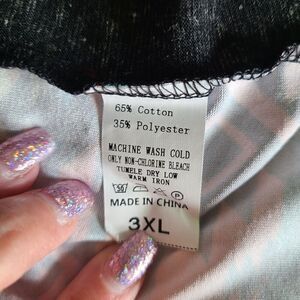 65% Cotton
35% Polyester
MACHINE WASH COLD
ONLY NON-CHLORINE BLEACH
TUMBLE DRY LOW
WARM IRON
MADE IN CHINA
3XL